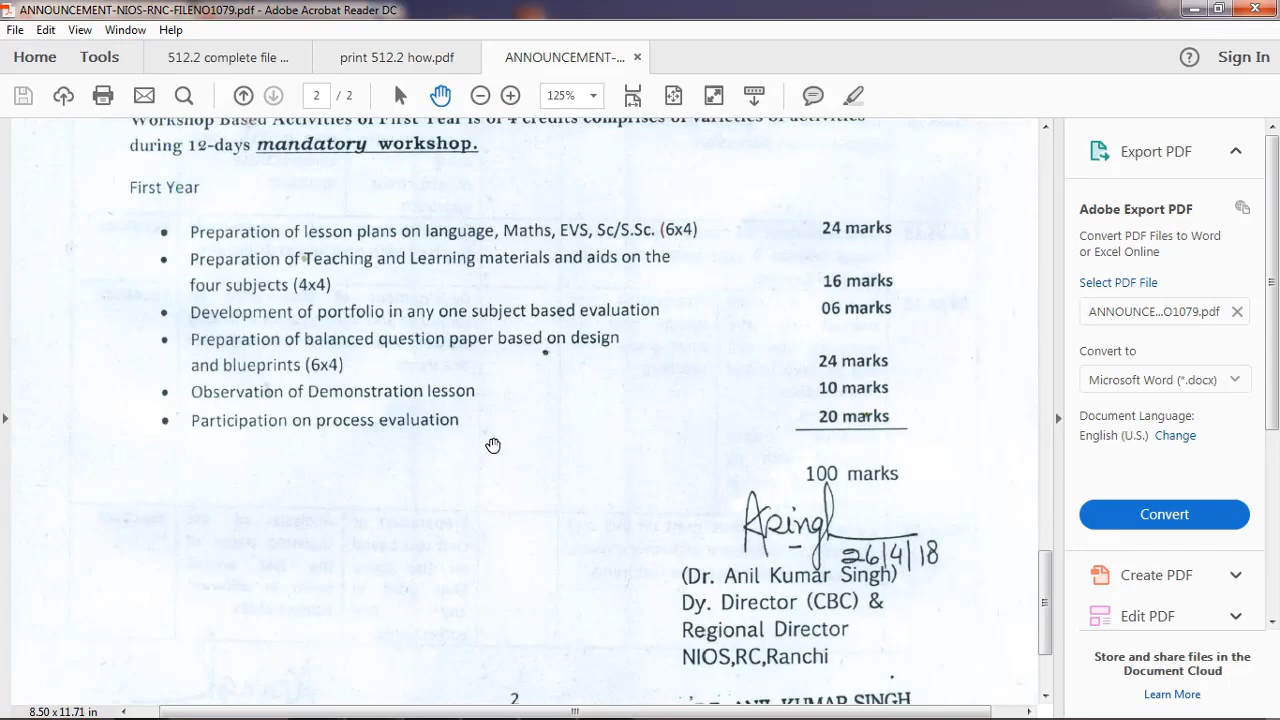 ANNOUNCEMENT-NIOS-RNC-FILENO1079.pdf - Adobe Acrobat Reader DC
File Edit View Window Help
Home Tools 512.2 complete file ... print 512.2 how.pdf ANNOUNCEMENT-... × Sign In
2 / 2 125%
Workshop Based Activities of First Year is of 4 credits comprises of varieties of activities
during 12-days mandatory workshop.
First Year
• Preparation of lesson plans on language, Maths, EVS, Sc/S.Sc. (6x4) 24 marks
• Preparation of Teaching and Learning materials and aids on the
four subjects (4x4) 16 marks
• Development of portfolio in any one subject based evaluation 06 marks
• Preparation of balanced question paper based on design
and blueprints (6x4) 24 marks
• Observation of Demonstration lesson 10 marks
• Participation on process evaluation 20 marks
100 marks
26/4/18
(Dr. Anil Kumar Singh)
Dy. Director (CBC) &
Regional Director
NIOS,RC,Ranchi
2
ANIL KUMAR SINGH
8.50 x 11.71 in
Export PDF
Adobe Export PDF
Convert PDF Files to Word
or Excel Online
Select PDF File
ANNOUNCE...O1079.pdf ×
Convert to
Microsoft Word (*.docx)
Document Language:
English (U.S.) Change
Convert
Create PDF
Edit PDF
Store and share files in the
Document Cloud
Learn More